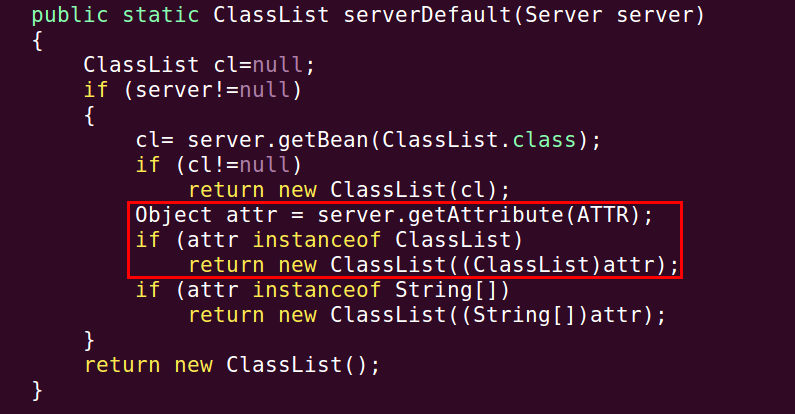 public static ClassList serverDefault(Server server)
{
    ClassList cl=null;
    if (server!=null)
    {
        cl= server.getBean(ClassList.class);
        if (cl!=null)
            return new ClassList(cl);
        Object attr = server.getAttribute(ATTR);
        if (attr instanceof ClassList)
            return new ClassList((ClassList)attr);
        if (attr instanceof String[])
            return new ClassList((String[])attr);
    }
    return new ClassList();
}